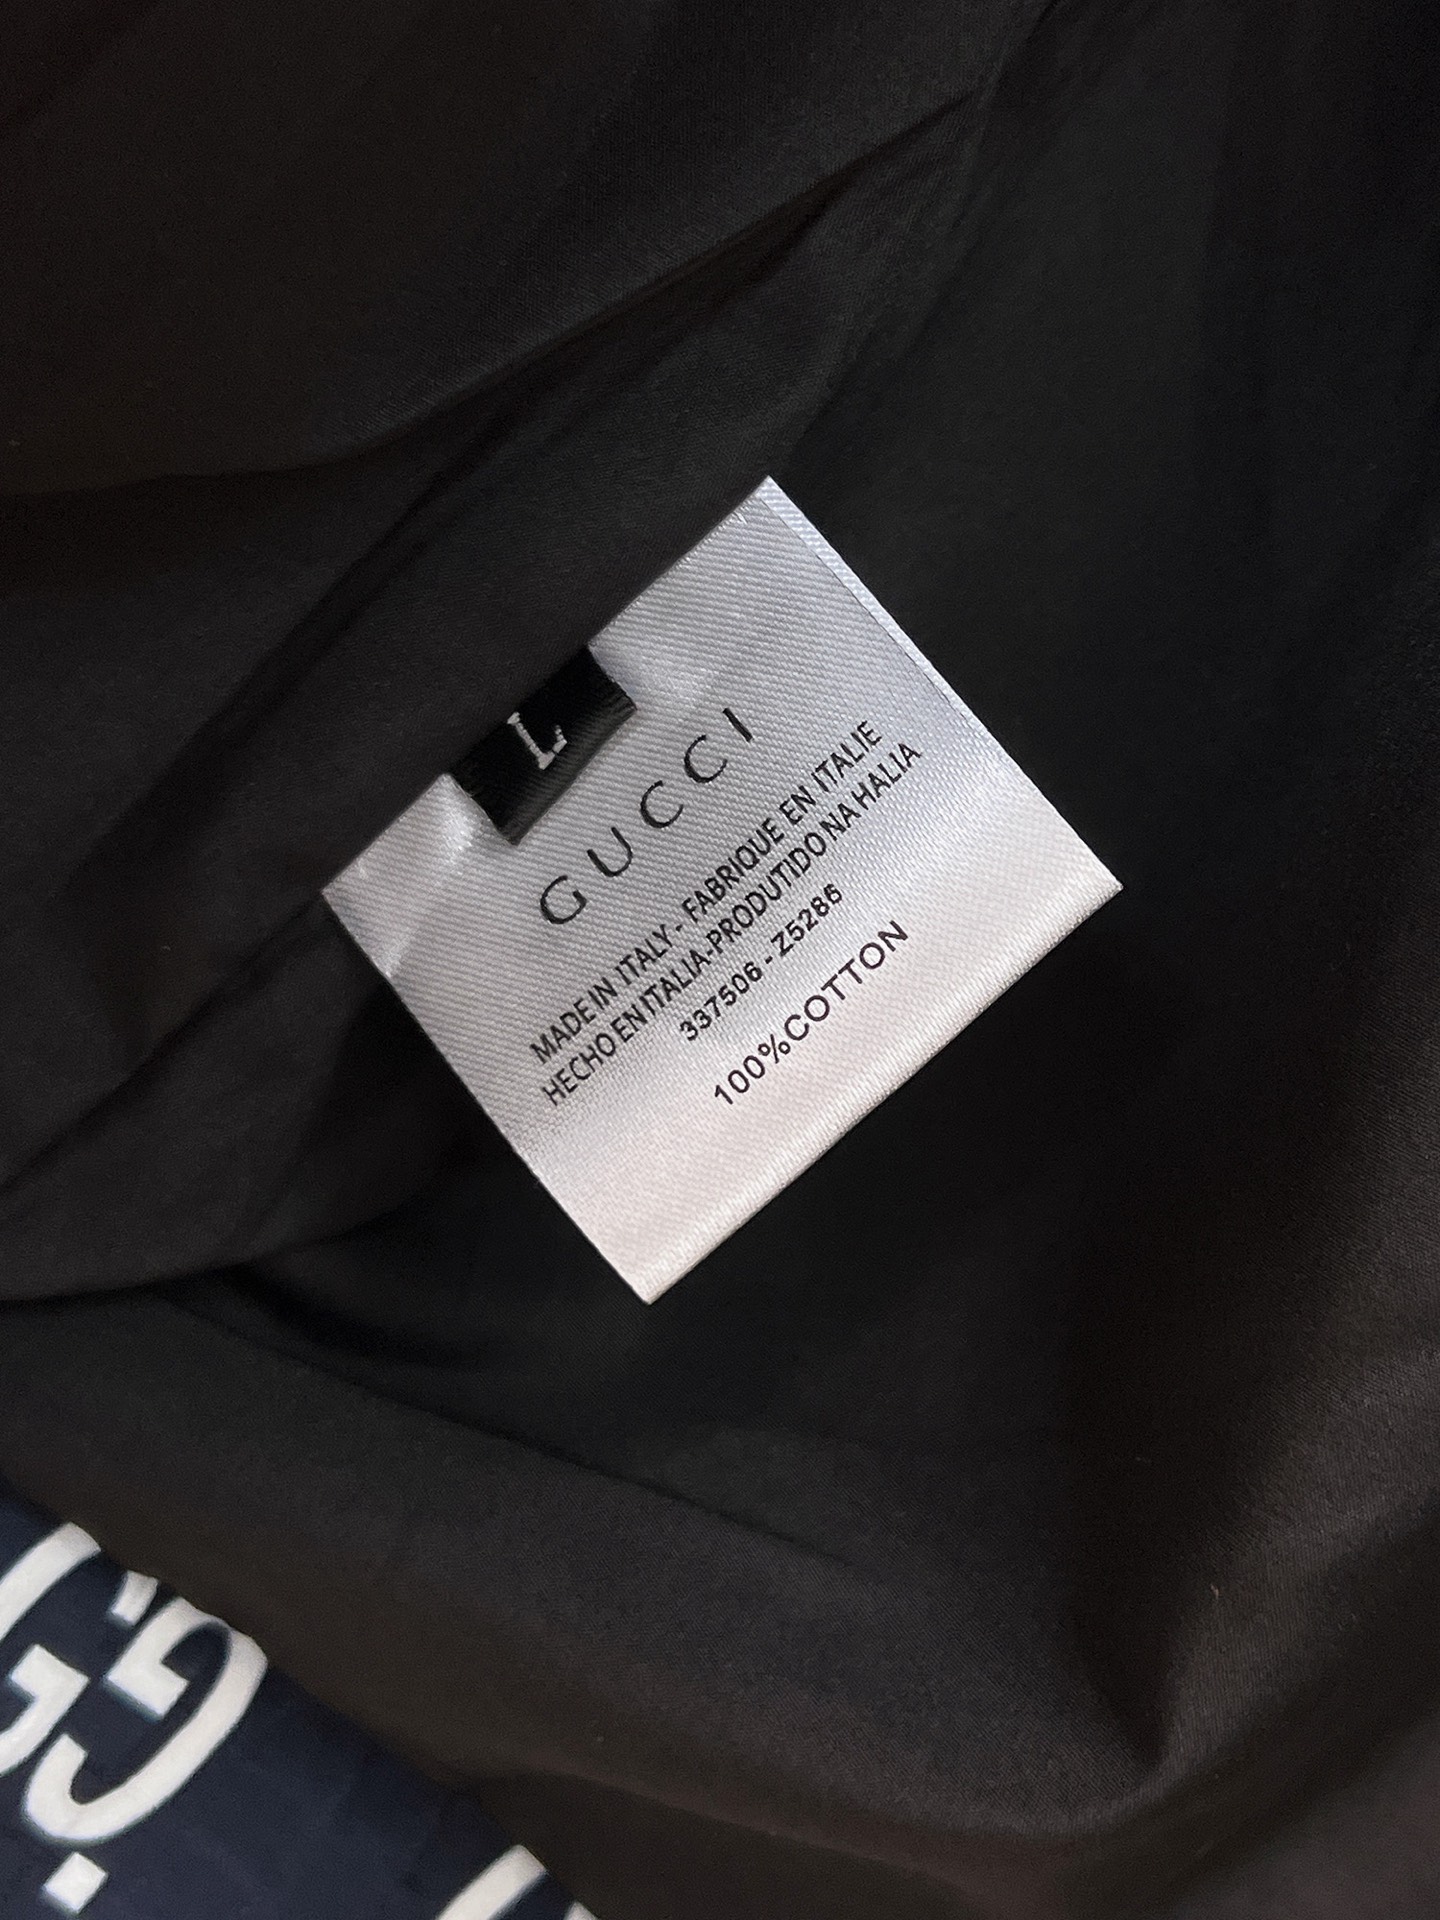 L
GUCCI
MADE IN ITALY - FABRIQUE EN ITALIE
HECHO EN ITALIA-PRODUTIDO NA HALIA
337506 - Z5286
100%COTTON